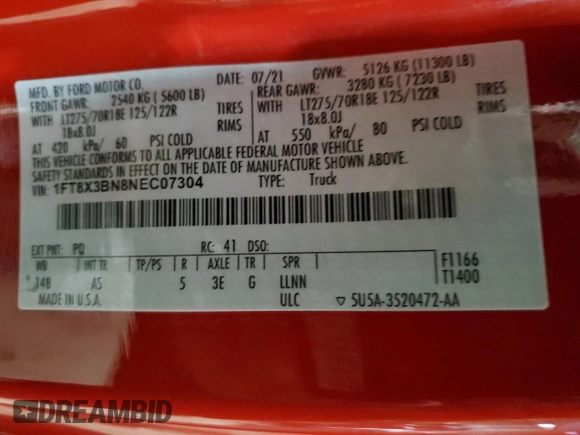 MFD. BY FORD MOTOR CO.
DATE: 07/21 GVWR: 5126 KG (11300 LB)
FRONT GAWR: 2540 KG ( 5600 LB) REAR GAWR: 3280 KG ( 7230 LB)
WITH LT275/70R18E 125/122R TIRES WITH LT275/70R18E 125/122R TIRES
18x8.0J RIMS 18x8.0J RIMS
AT 420 kPa/ 60 PSI COLD AT 550 kPa/ 80 PSI COLD
THIS VEHICLE CONFORMS TO ALL APPLICABLE FEDERAL MOTOR VEHICLE
SAFETY STANDARDS IN EFFECT ON THE DATE OF MANUFACTURE SHOWN ABOVE.
VIN: 1FT8X3BN8NEC07304 TYPE: Truck
EXT PNT: PQ RC: 41 DSO:
WB INT TR TP/PS R AXLE TR SPR F1166
148 AS 5 3E G LLNN T1400
MADE IN U.S.A. ULC ▽ 5U5A-3520472-AA
DREAMBID